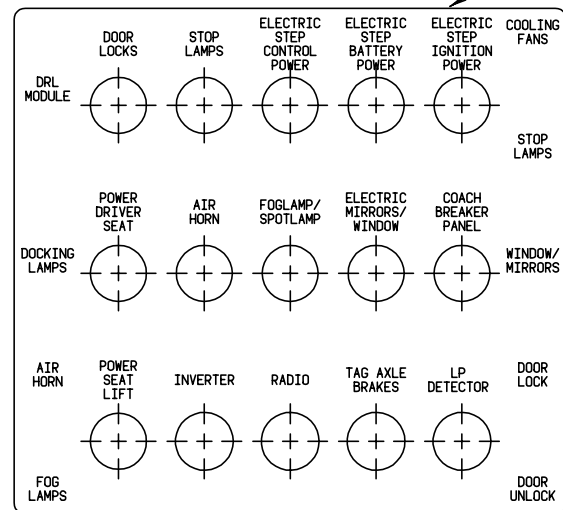 DOOR
LOCKS
STOP
LAMPS
ELECTRIC
STEP
CONTROL
POWER
ELECTRIC
STEP
BATTERY
POWER
ELECTRIC
STEP
IGNITION
POWER
COOLING
FANS
DRL
MODULE
STOP
LAMPS
POWER
DRIVER
SEAT
AIR
HORN
FOGLAMP/
SPOTLAMP
ELECTRIC
MIRRORS/
WINDOW
COACH
BREAKER
PANEL
DOCKING
LAMPS
WINDOW/
MIRRORS
AIR
HORN
POWER
SEAT
LIFT
INVERTER
RADIO
TAG AXLE
BRAKES
LP
DETECTOR
DOOR
LOCK
FOG
LAMPS
DOOR
UNLOCK